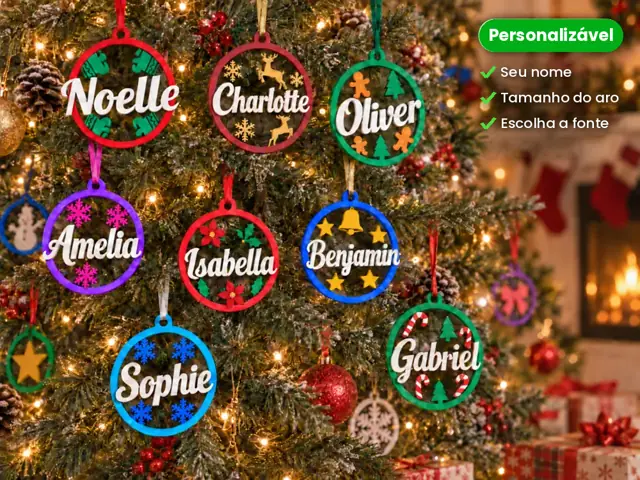 Personalizável
Seu nome
Tamanho do aro
Escolha a fonte
Noelle
Charlotte
Oliver
Amelia
Isabella
Benjamin
Sophie
Gabriel